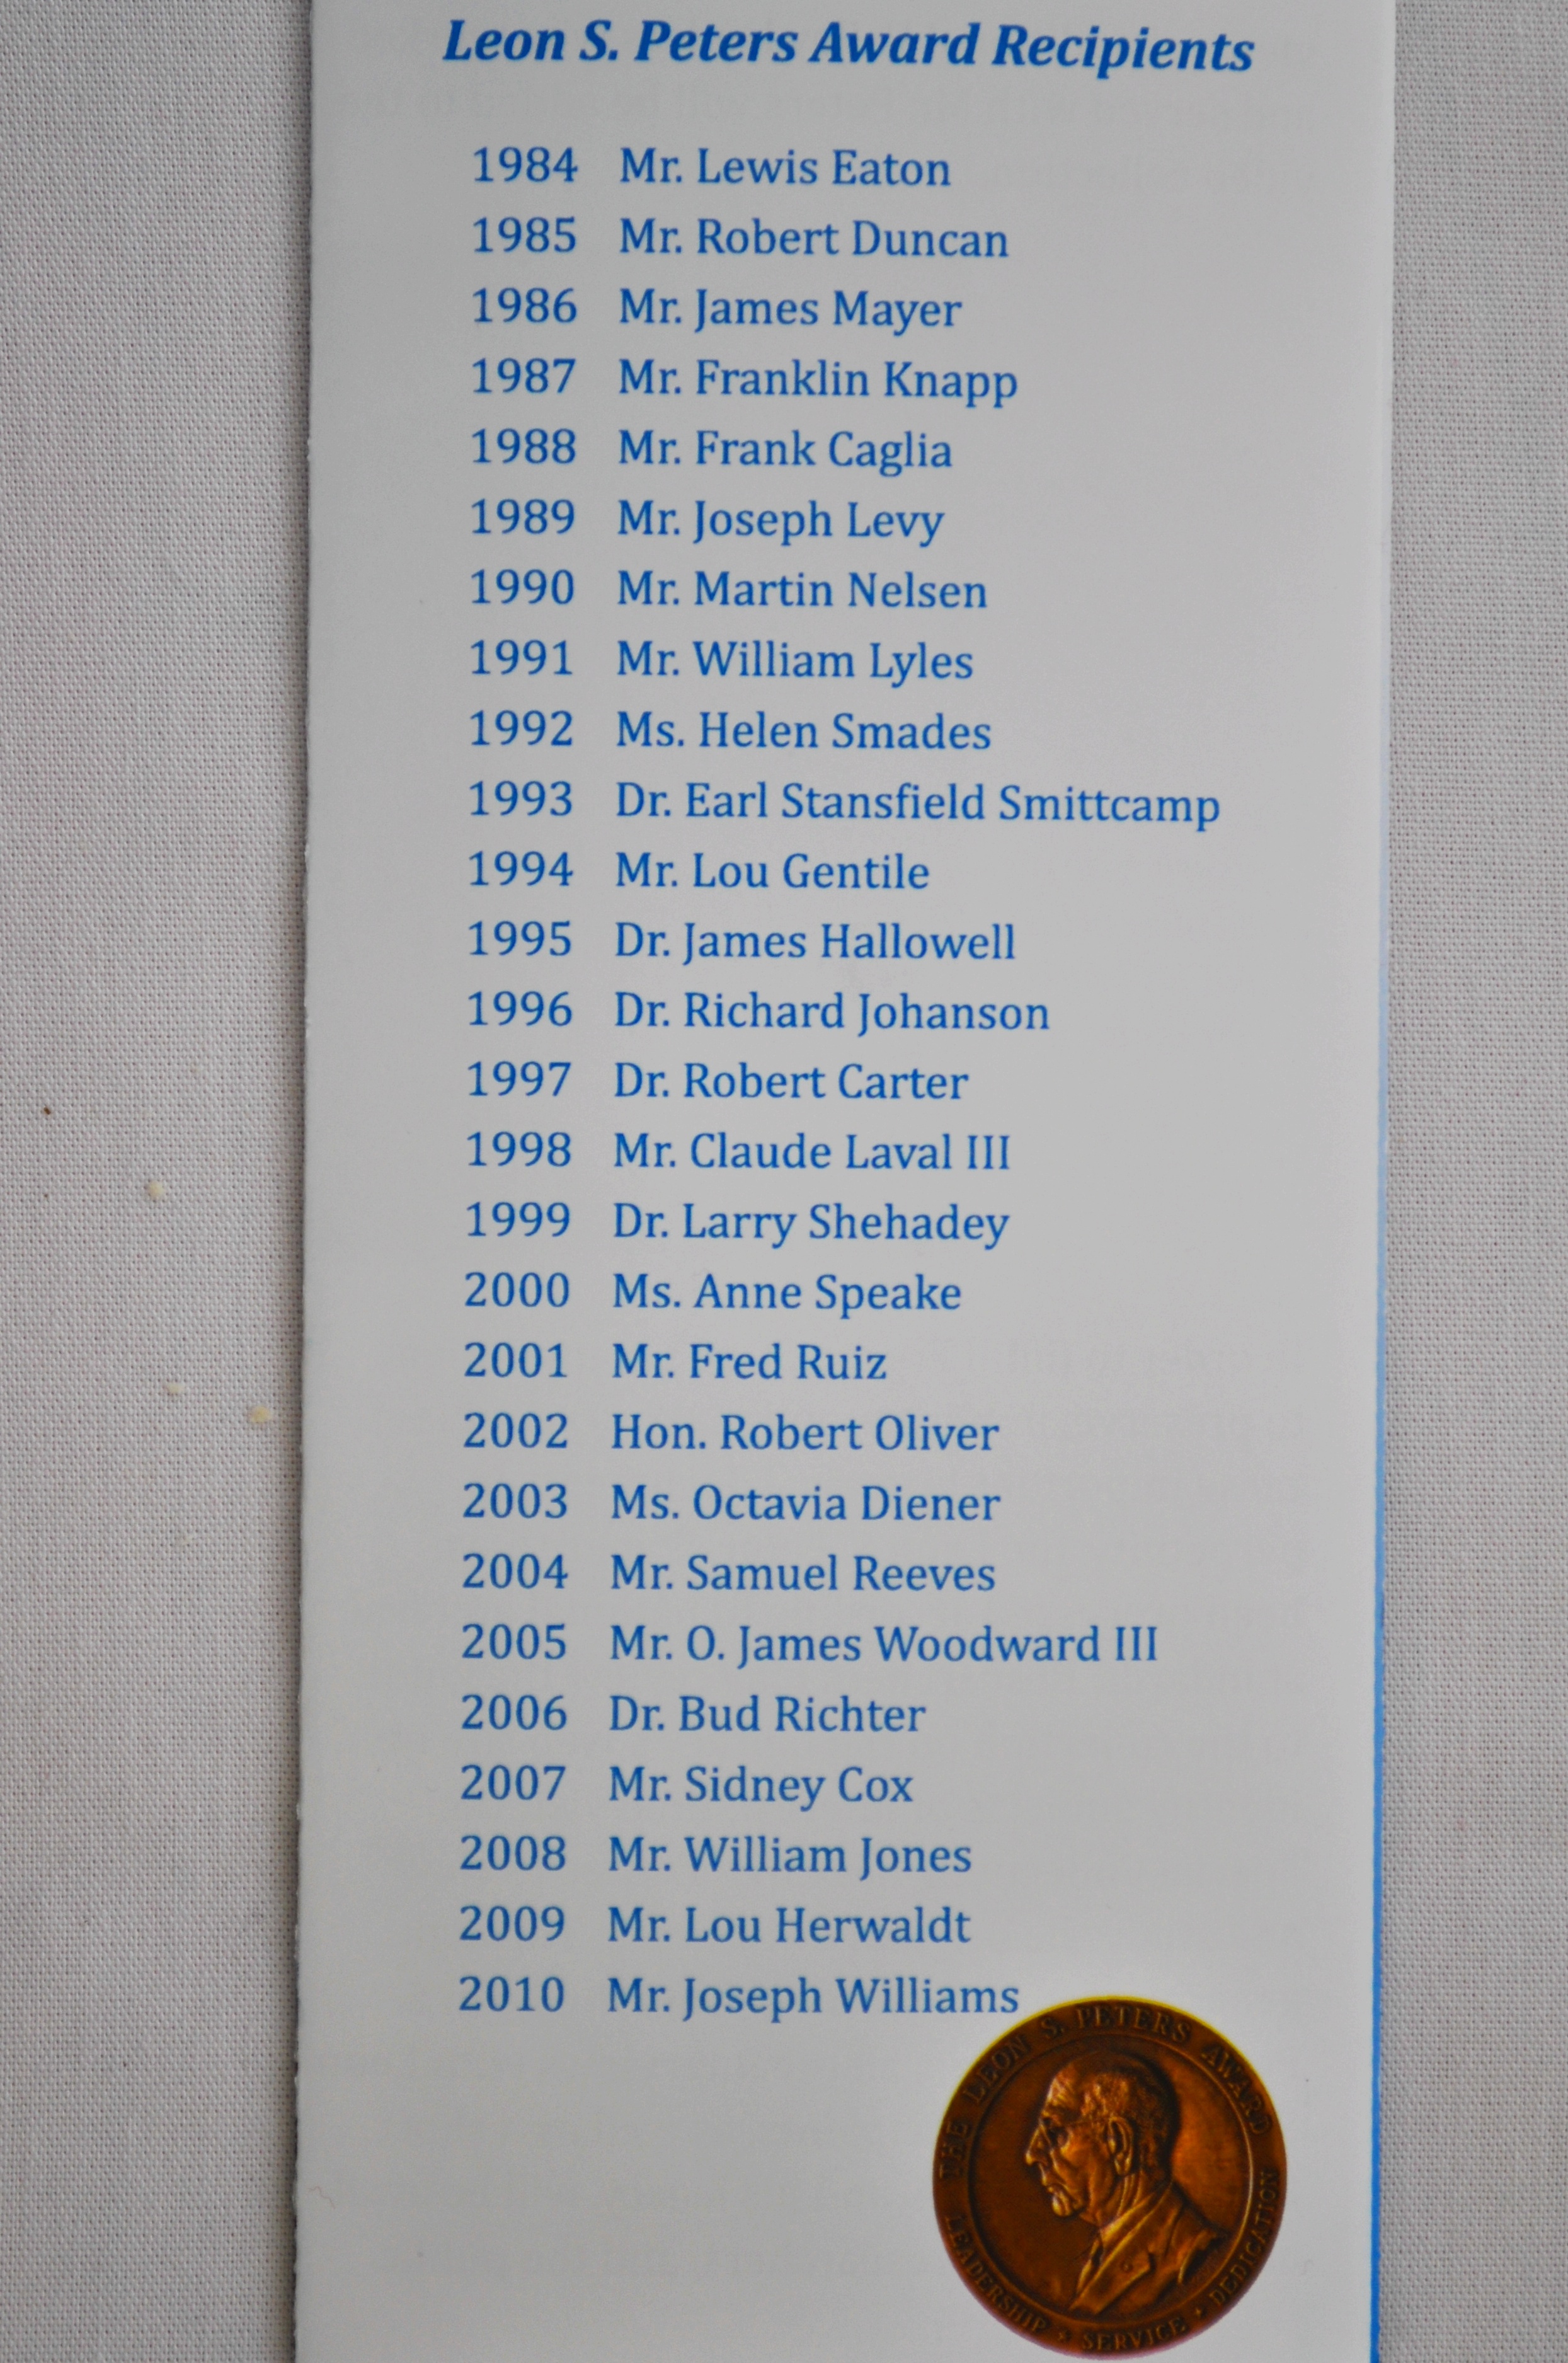 Leon S. Peters Award Recipients
1984 Mr. Lewis Eaton
1985 Mr. Robert Duncan
1986 Mr. James Mayer
1987 Mr. Franklin Knapp
1988 Mr. Frank Caglia
1989 Mr. Joseph Levy
1990 Mr. Martin Nelsen
1991 Mr. William Lyles
1992 Ms. Helen Smades
1993 Dr. Earl Stansfield Smittcamp
1994 Mr. Lou Gentile
1995 Dr. James Hallowell
1996 Dr. Richard Johanson
1997 Dr. Robert Carter
1998 Mr. Claude Laval III
1999 Dr. Larry Shehadey
2000 Ms. Anne Speake
2001 Mr. Fred Ruiz
2002 Hon. Robert Oliver
2003 Ms. Octavia Diener
2004 Mr. Samuel Reeves
2005 Mr. O. James Woodward III
2006 Dr. Bud Richter
2007 Mr. Sidney Cox
2008 Mr. William Jones
2009 Mr. Lou Herwaldt
2010 Mr. Joseph Williams
THE LEON S. PETERS AWARD
LEADERSHIP • SERVICE • DEDICATION